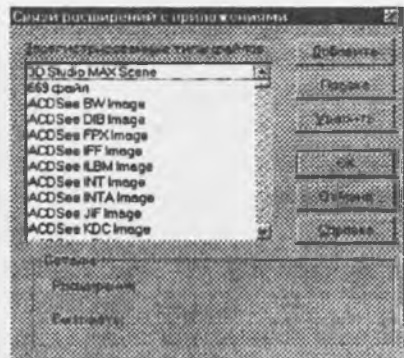 Связи расширений с приложениями
Зарегистрированные типы файлов
3D Studio MAX Scene
669 файл
ACDSee BW Image
ACDSee DIB Image
ACDSee FPX Image
ACDSee IFF Image
ACDSee ILBM Image
ACDSee INT Image
ACDSee INTA Image
ACDSee JIF Image
ACDSee KDC Image
Добавить
Правка
Удалить
OK
Отмена
Справка
Детали
Расширения